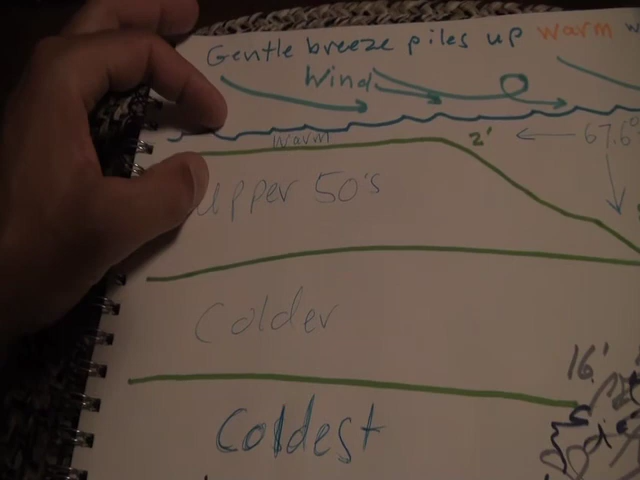 Gentle breeze piles up warm w
Wind
Warm
2'
67.6°
upper 50's
Colder
16'
Coldest